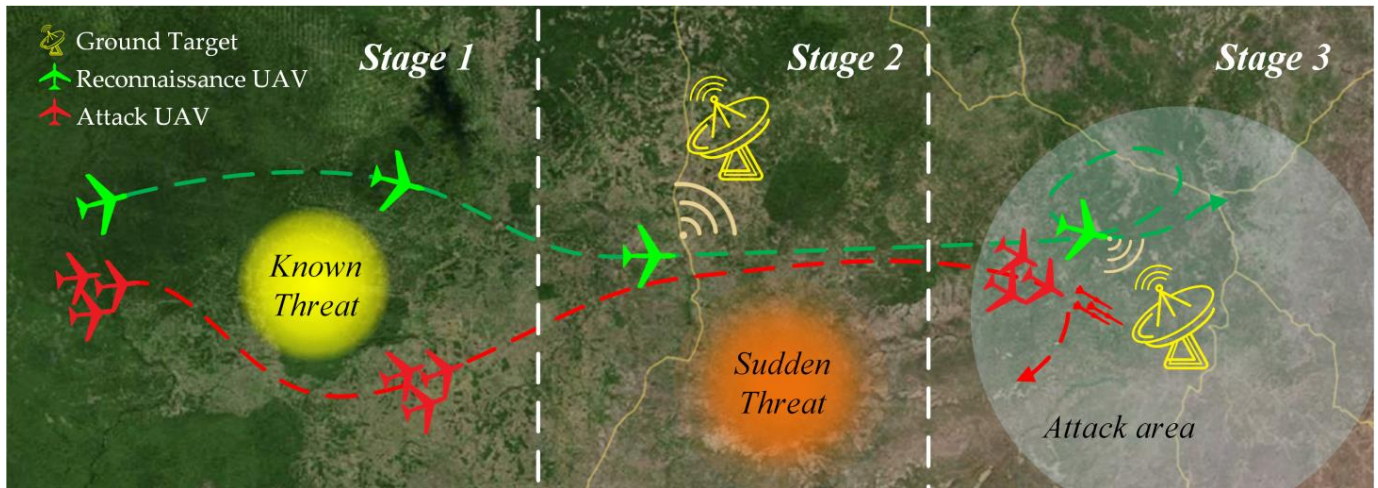 Ground Target
Reconnaissance UAV
Attack UAV
Stage 1
Stage 2
Stage 3
Known
Threat
Sudden
Threat
Attack area